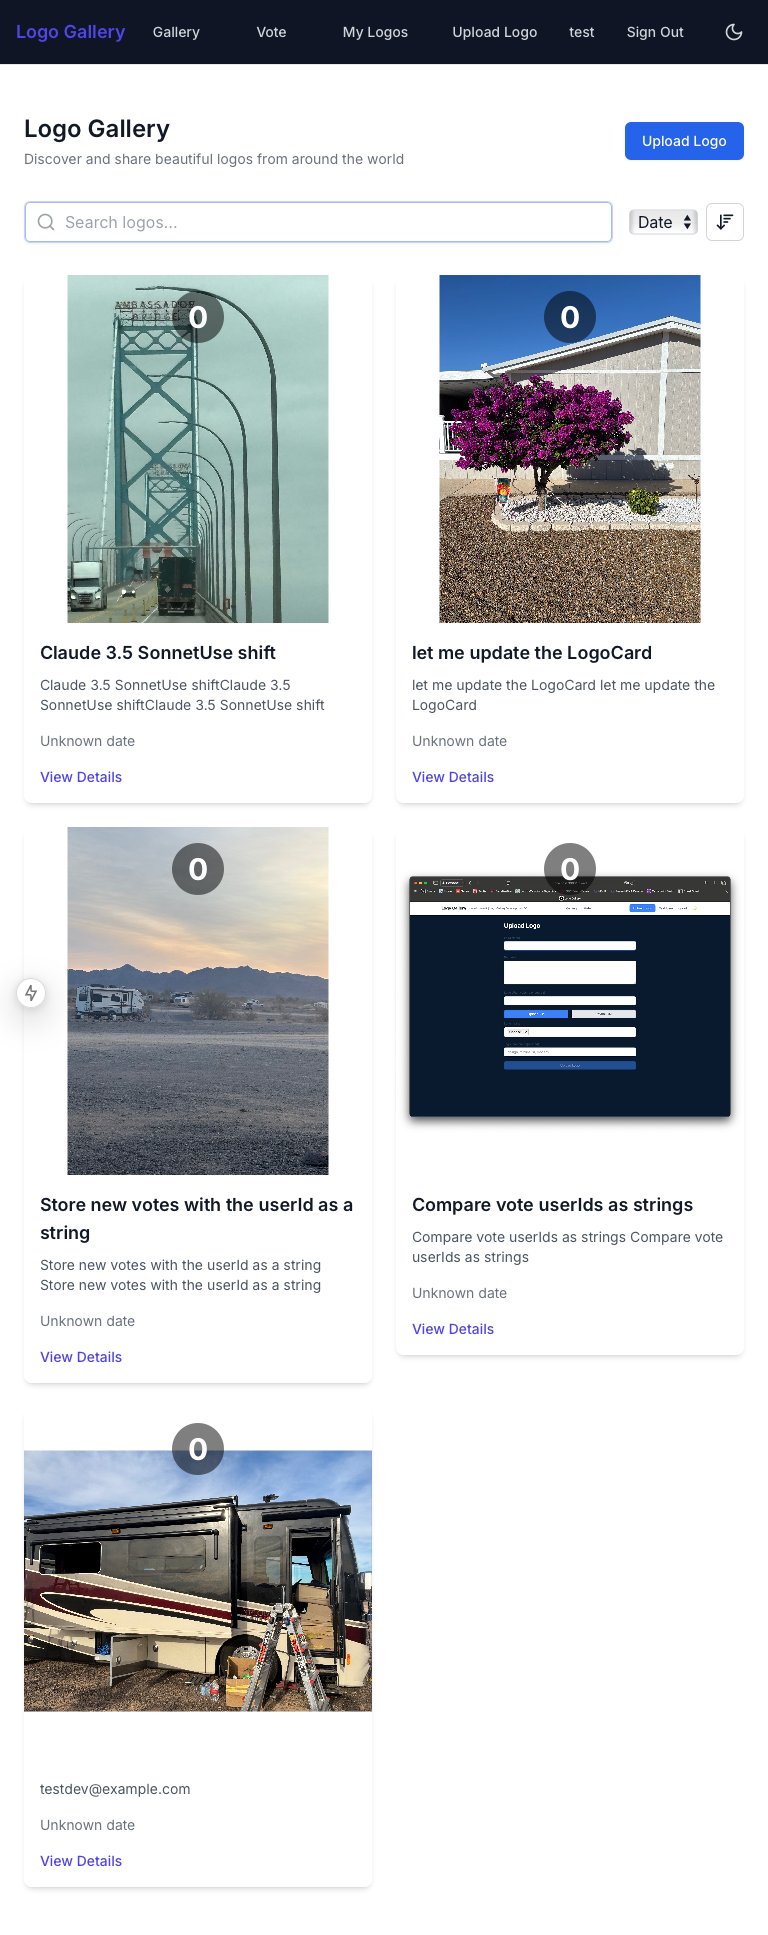 Logo Gallery
Gallery
Vote
My Logos
Upload Logo
test
Sign Out
Logo Gallery
Discover and share beautiful logos from around the world
Upload Logo
Search logos...
Date
AMBASSADOR
BRIDGE
0
0
Claude 3.5 SonnetUse shift
Claude 3.5 SonnetUse shiftClaude 3.5
SonnetUse shiftClaude 3.5 SonnetUse shift
Unknown date
View Details
let me update the LogoCard
let me update the LogoCard let me update the
LogoCard
Unknown date
View Details
0
0
Upload Logo
Store new votes with the userId as a
string
Store new votes with the userId as a string
Store new votes with the userId as a string
Unknown date
View Details
Compare vote userIds as strings
Compare vote userIds as strings Compare vote
userIds as strings
Unknown date
View Details
0
testdev@example.com
Unknown date
View Details